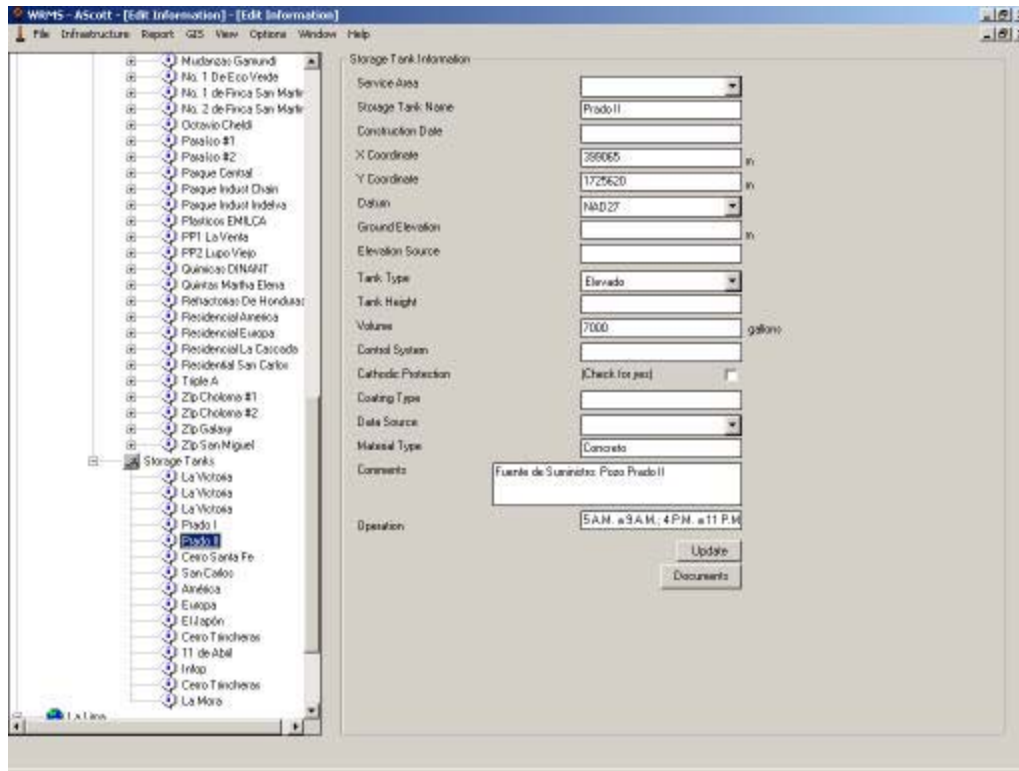 WRMS - AScott - [Edit Information] - [Edit Information]
File Infrastructure Report GIS View Options Window Help
Mudanzas Gamundi
No. 1 De Eco Verde
No. 1 de Finca San Martin
No. 2 de Finca San Martin
Octavio Cheldi
Paraiso #1
Paraiso #2
Parque Central
Parque Indust Chain
Parque Indust Indelva
Plasticos EMILCA
PP1 La Venta
PP2 Lupo Viejo
Quimicas DINANT
Quintas Martha Elena
Refractorias De Honduras
Residencial America
Residencial Europa
Residencial La Cascada
Residential San Carlos
Triple A
Zip Choloma #1
Zip Choloma #2
Zip Galaxy
Zip San Miguel
Storage Tanks
La Victoria
La Victoria
La Victoria
Prado I
Prado II
Cerro Santa Fe
San Carlos
América
Europa
El Japón
Cerro Trincheras
11 de Abril
Infop
Cerro Trincheras
La Mora
La Lima
Storage Tank Information
Service Area
Storage Tank Name Prado II
Construction Date
X Coordinate 399065 m
Y Coordinate 1725620 m
Datum NAD27
Ground Elevation m
Elevation Source
Tank Type Elevado
Tank Height
Volume 7000 gallons
Control System
Cathodic Protection (Check for yes)
Coating Type
Data Source
Material Type Concreto
Comments Fuente de Suministro: Pozo Prado II
Operation 5 A.M. a 9 A.M.; 4 P.M. a 11 P.M
Update
Documents